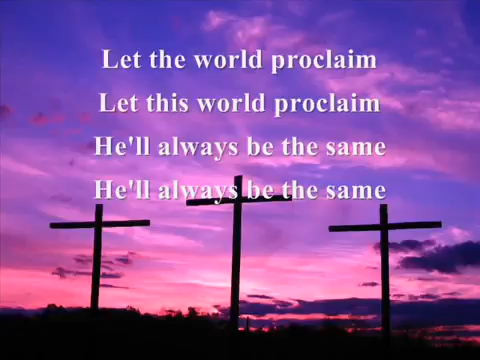 Let the world proclaim
Let this world proclaim
He'll always be the same
He'll always be the same